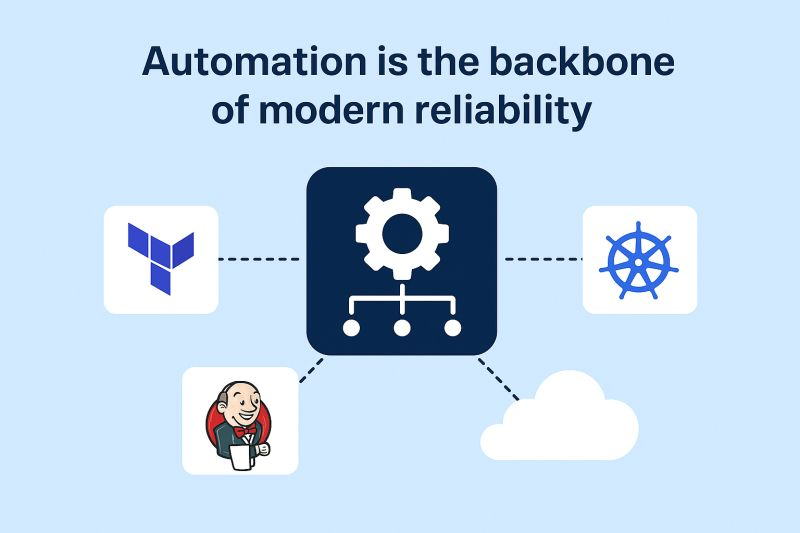 Automation is the backbone
of modern reliability